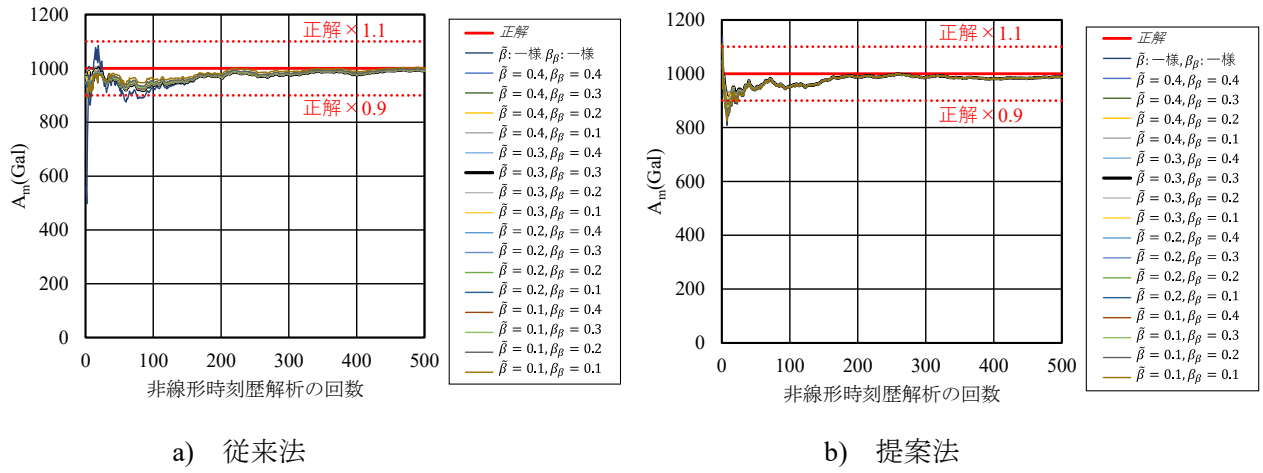 1200
1000
800
600
400
200
0
A_m(Gal)
正解×1.1
正解×0.9
0 100 200 300 400 500
非線形時刻歴解析の回数
正解
β̃: 一様 β_β: 一様
β̃ = 0.4, β_β = 0.4
β̃ = 0.4, β_β = 0.3
β̃ = 0.4, β_β = 0.2
β̃ = 0.4, β_β = 0.1
β̃ = 0.3, β_β = 0.4
β̃ = 0.3, β_β = 0.3
β̃ = 0.3, β_β = 0.2
β̃ = 0.3, β_β = 0.1
β̃ = 0.2, β_β = 0.4
β̃ = 0.2, β_β = 0.3
β̃ = 0.2, β_β = 0.2
β̃ = 0.2, β_β = 0.1
β̃ = 0.1, β_β = 0.4
β̃ = 0.1, β_β = 0.3
β̃ = 0.1, β_β = 0.2
β̃ = 0.1, β_β = 0.1
a) 従来法
1200
1000
800
600
400
200
0
A_m(Gal)
正解×1.1
正解×0.9
0 100 200 300 400 500
非線形時刻歴解析の回数
正解
β̃: 一様, β_β: 一様
β̃ = 0.4, β_β = 0.4
β̃ = 0.4, β_β = 0.3
β̃ = 0.4, β_β = 0.2
β̃ = 0.4, β_β = 0.1
β̃ = 0.3, β_β = 0.4
β̃ = 0.3, β_β = 0.3
β̃ = 0.3, β_β = 0.2
β̃ = 0.3, β_β = 0.1
β̃ = 0.2, β_β = 0.4
β̃ = 0.2, β_β = 0.3
β̃ = 0.2, β_β = 0.2
β̃ = 0.2, β_β = 0.1
β̃ = 0.1, β_β = 0.4
β̃ = 0.1, β_β = 0.3
β̃ = 0.1, β_β = 0.2
β̃ = 0.1, β_β = 0.1
b) 提案法